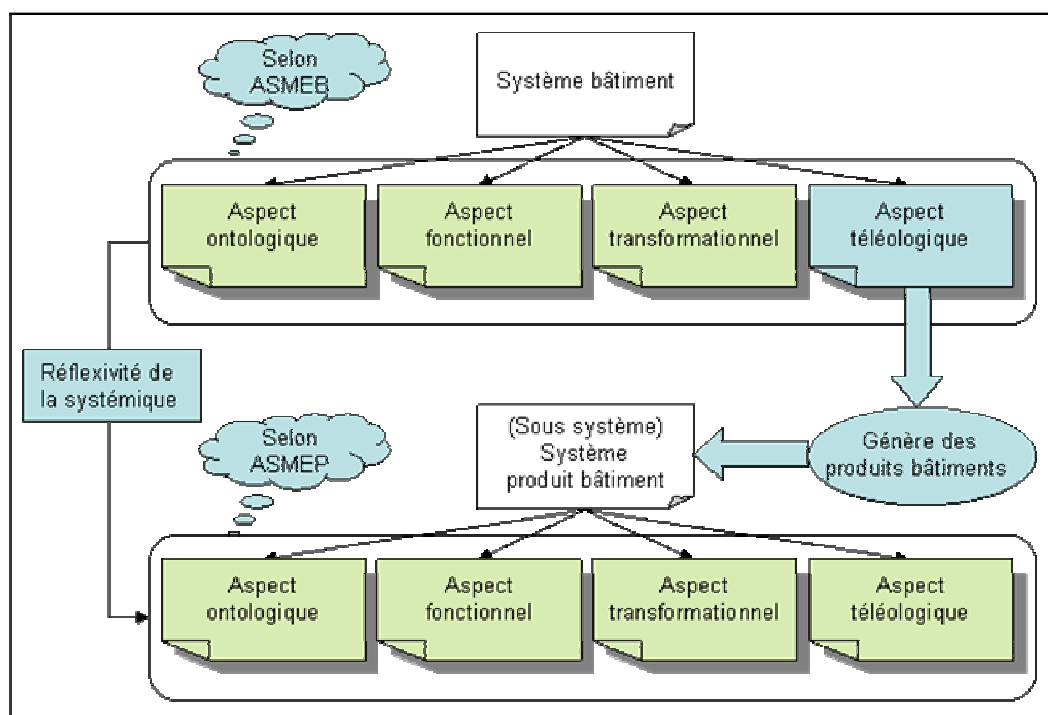 Selon
ASMEB
Système bâtiment
Aspect
ontologique
Aspect
fonctionnel
Aspect
transformationnel
Aspect
téléologique
Réflexivité de
la systémique
Selon
ASMEP
(Sous système)
Système
produit bâtiment
Génère des
produits bâtiments
Aspect
ontologique
Aspect
fonctionnel
Aspect
transformationnel
Aspect
téléologique